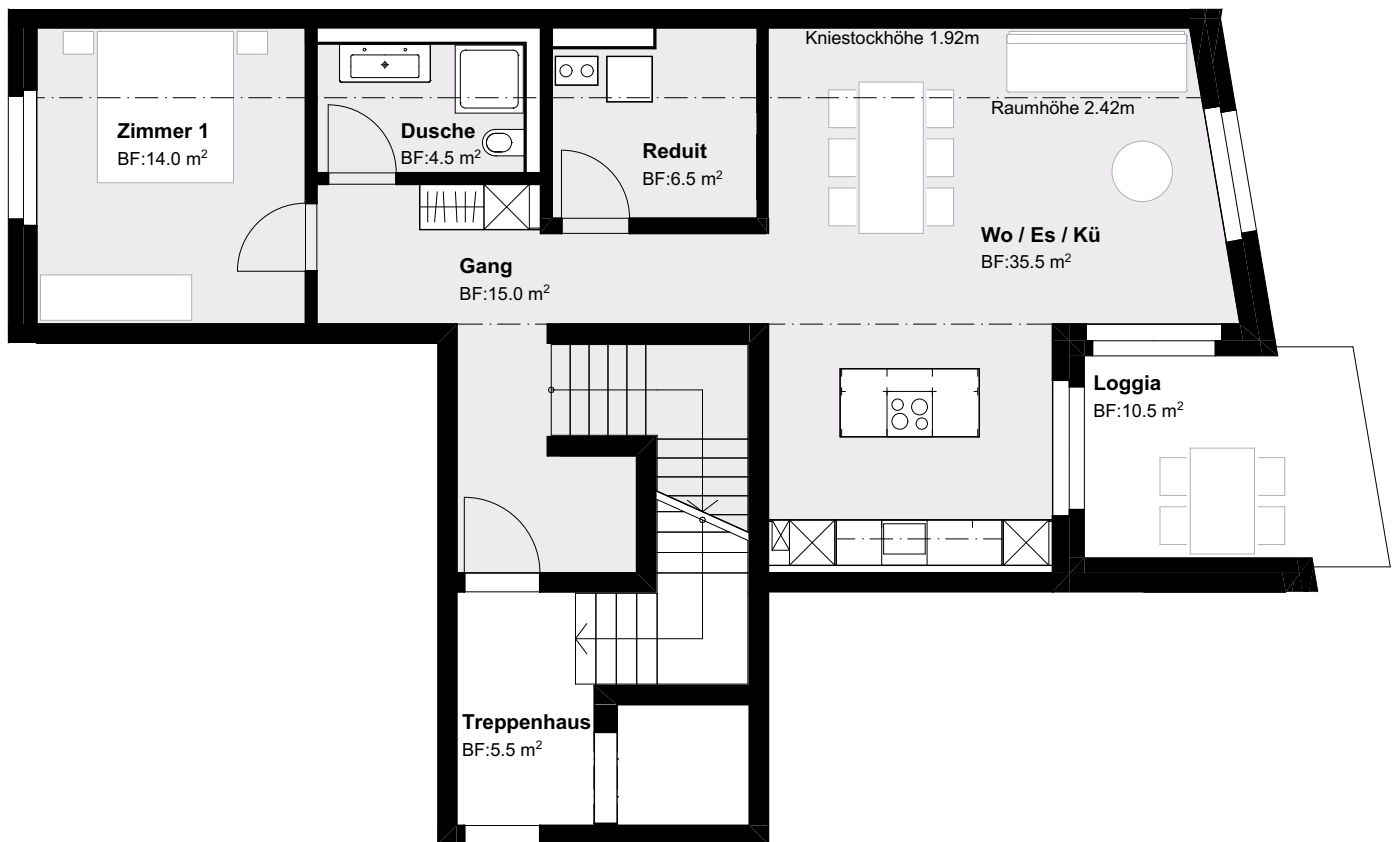 Kniestockhöhe 1.92m
Raumhöhe 2.42m
Zimmer 1
BF:14.0 m²
Dusche
BF:4.5 m²
Reduit
BF:6.5 m²
Wo / Es / Kü
BF:35.5 m²
Gang
BF:15.0 m²
Loggia
BF:10.5 m²
Treppenhaus
BF:5.5 m²